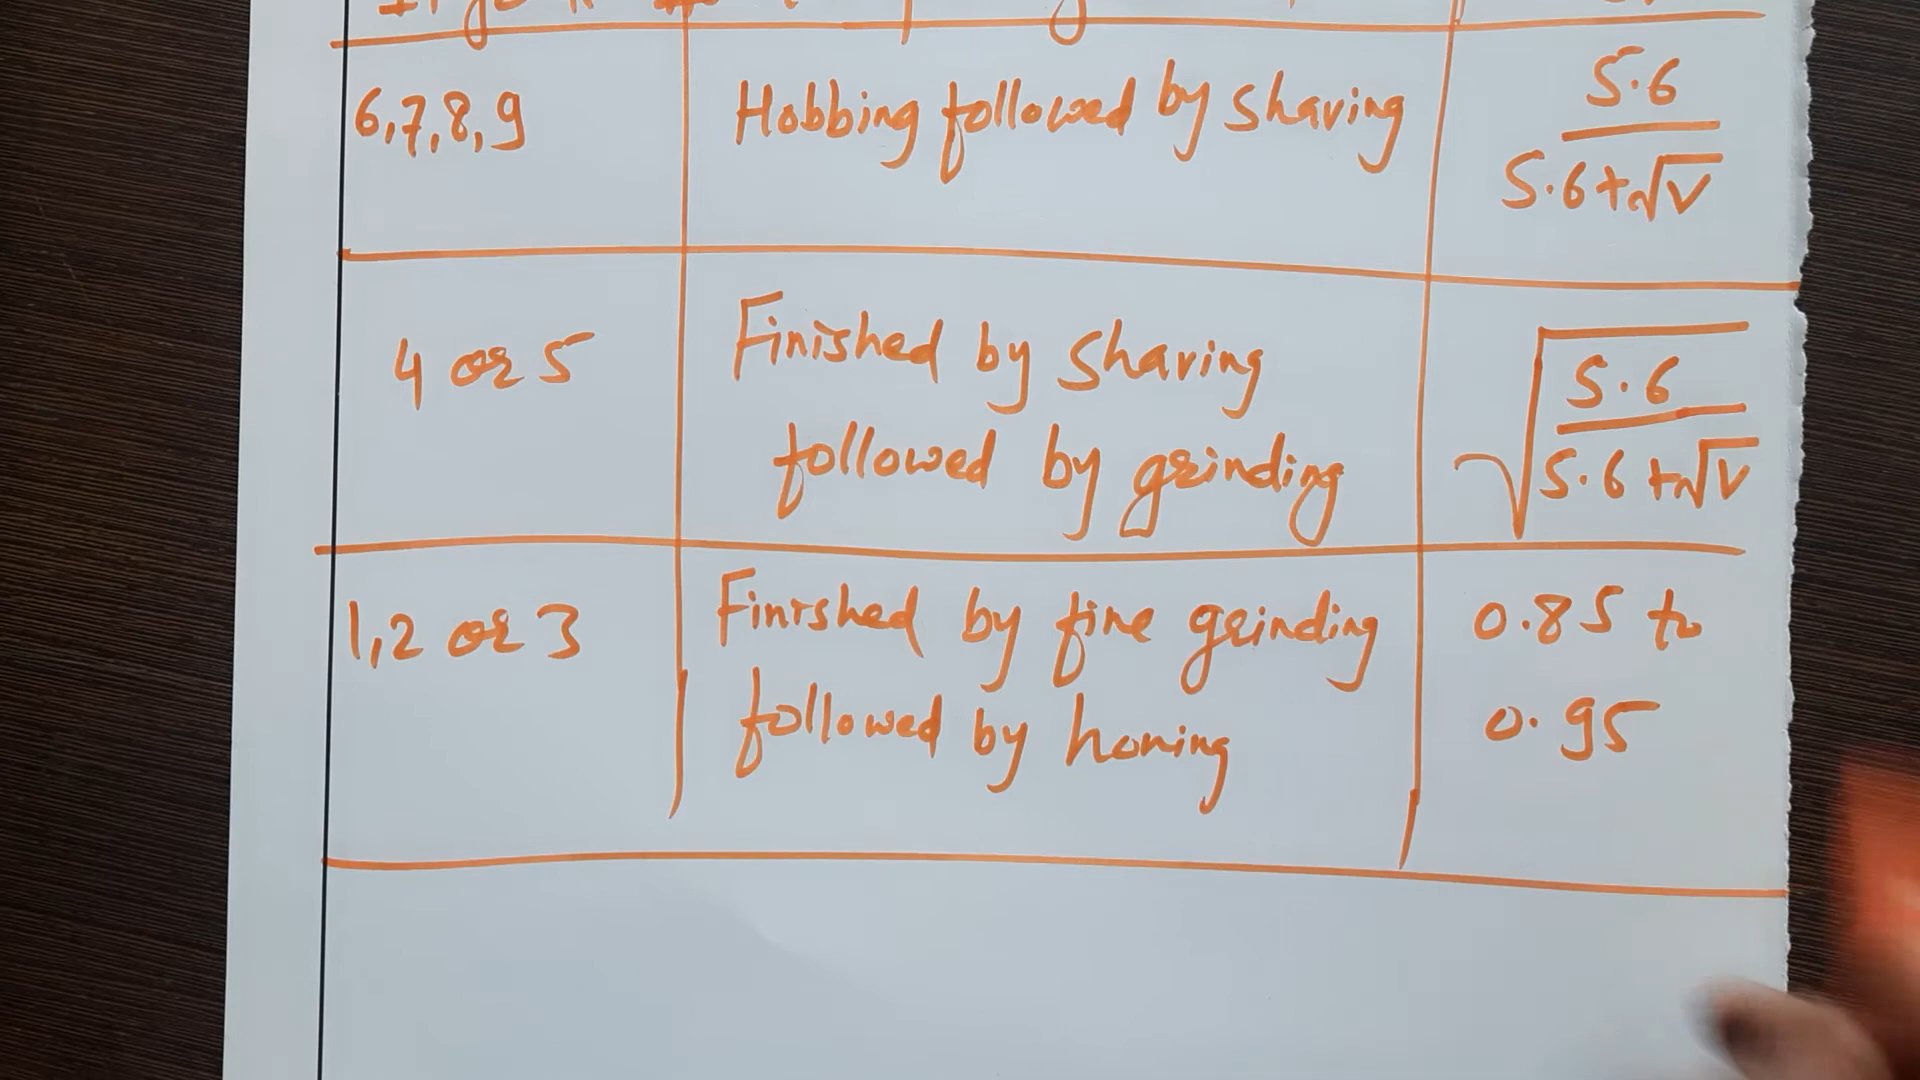 6,7,8,9
Hobbing followed by shaving
5.6
5.6+√V
4 or 5
Finished by shaving
followed by grinding
√5.6
5.6+√V
1,2 or 3
Finished by fine grinding
followed by honing
0.85 to
0.95